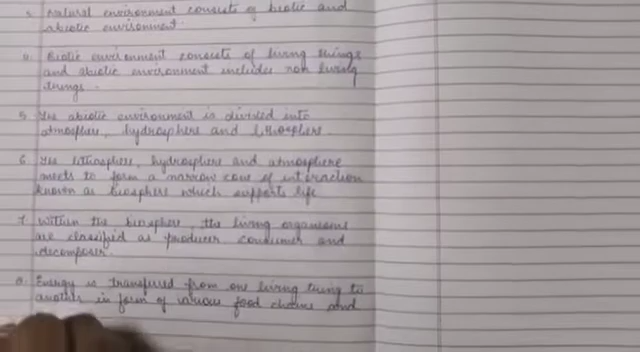 3. Natural environment consists of biotic and
abiotic environment.
4. Biotic environment consists of living things
and abiotic environment includes non living
things.
5. The abiotic environment is divided into
atmosphere, hydrosphere and lithosphere.
6. The lithosphere, hydrosphere and atmosphere
meets to form a narrow zone of interaction
known as biosphere which supports life
7. Within the biosphere, the living organisms
are classified as producer consumer and
decomposer.
8. Energy is transfered from one living thing to
another in form of various food chains and